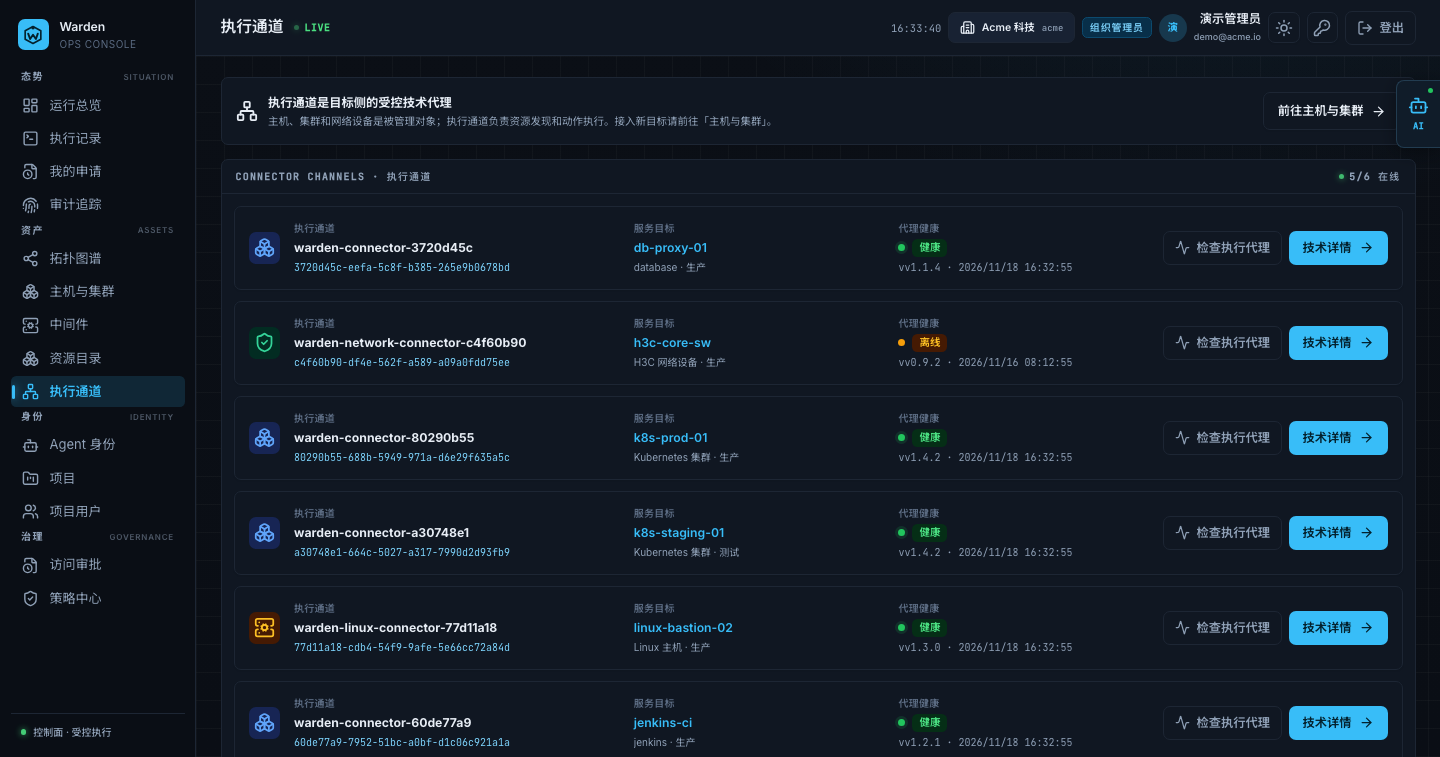 Warden
OPS CONSOLE
态势 SITUATION
运行总览
执行记录
我的申请
审计追踪
资产 ASSETS
拓扑图谱
主机与集群
中间件
资源目录
执行通道
身份 IDENTITY
Agent 身份
项目
项目用户
治理 GOVERNANCE
访问审批
策略中心
控制面 · 受控执行
执行通道 LIVE
16:33:40
Acme 科技 acme
组织管理员
演
演示管理员
demo@acme.io
登出
执行通道是目标侧的受控技术代理
主机、集群和网络设备是被管理对象；执行通道负责资源发现和动作执行。接入新目标请前往「主机与集群」。
前往主机与集群
AI
CONNECTOR CHANNELS · 执行通道
5/6 在线
执行通道 服务目标 代理健康
warden-connector-3720d45c db-proxy-01 健康 检查执行代理 技术详情
3720d45c-eefa-5c8f-b385-265e9b0678bd database · 生产 vv1.1.4 · 2026/11/18 16:32:55
执行通道 服务目标 代理健康
warden-network-connector-c4f60b90 h3c-core-sw 离线 检查执行代理 技术详情
c4f60b90-df4e-562f-a589-a09a0fdd75ee H3C 网络设备 · 生产 vv0.9.2 · 2026/11/16 08:12:55
执行通道 服务目标 代理健康
warden-connector-80290b55 k8s-prod-01 健康 检查执行代理 技术详情
80290b55-688b-5949-971a-d6e29f635a5c Kubernetes 集群 · 生产 vv1.4.2 · 2026/11/18 16:32:55
执行通道 服务目标 代理健康
warden-connector-a30748e1 k8s-staging-01 健康 检查执行代理 技术详情
a30748e1-664c-5027-a317-7990d2d93fb9 Kubernetes 集群 · 测试 vv1.4.2 · 2026/11/18 16:32:55
执行通道 服务目标 代理健康
warden-linux-connector-77d11a18 linux-bastion-02 健康 检查执行代理 技术详情
77d11a18-cdb4-54f9-9afe-5e66cc72a84d Linux 主机 · 生产 vv1.3.0 · 2026/11/18 16:32:55
执行通道 服务目标 代理健康
warden-connector-60de77a9 jenkins-ci 健康 检查执行代理 技术详情
60de77a9-7952-51bc-a0bf-d1c06c921a1a jenkins · 生产 vv1.2.1 · 2026/11/18 16:32:55